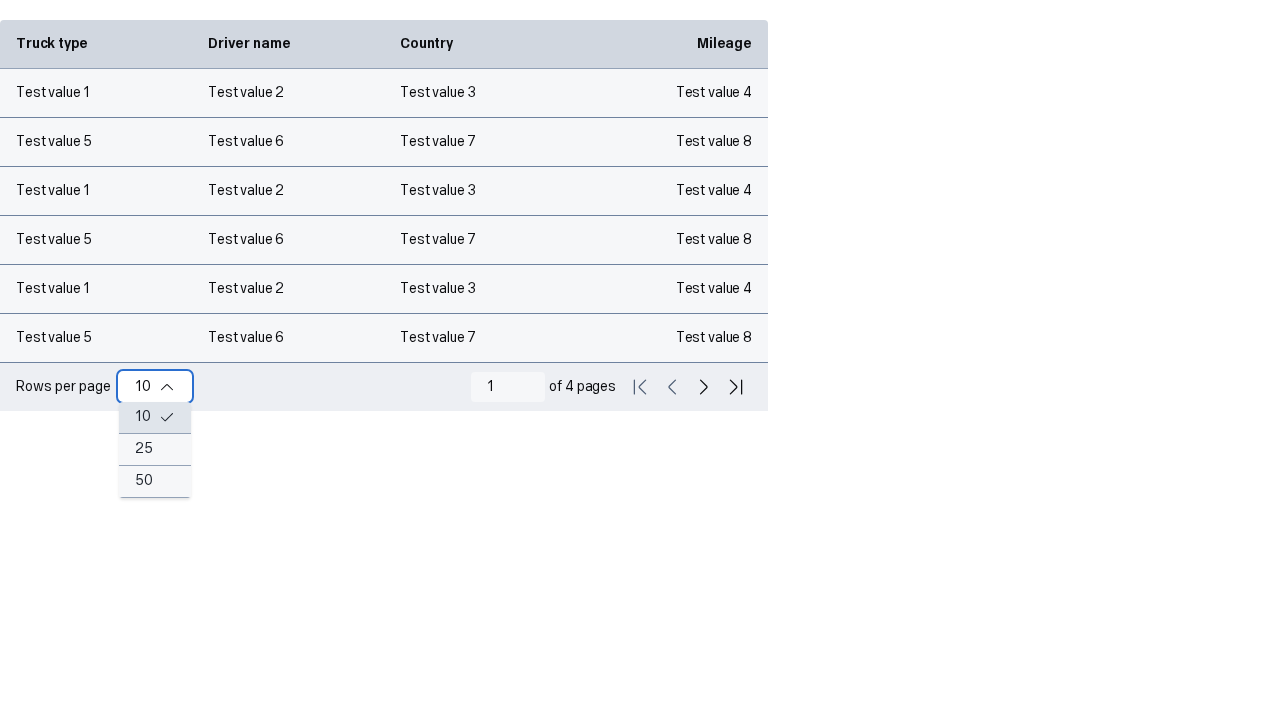 Truck type Driver name Country Mileage
Test value 1 Test value 2 Test value 3 Test value 4
Test value 5 Test value 6 Test value 7 Test value 8
Test value 1 Test value 2 Test value 3 Test value 4
Test value 5 Test value 6 Test value 7 Test value 8
Test value 1 Test value 2 Test value 3 Test value 4
Test value 5 Test value 6 Test value 7 Test value 8
Rows per page 10 1 of 4 pages
10
25
50